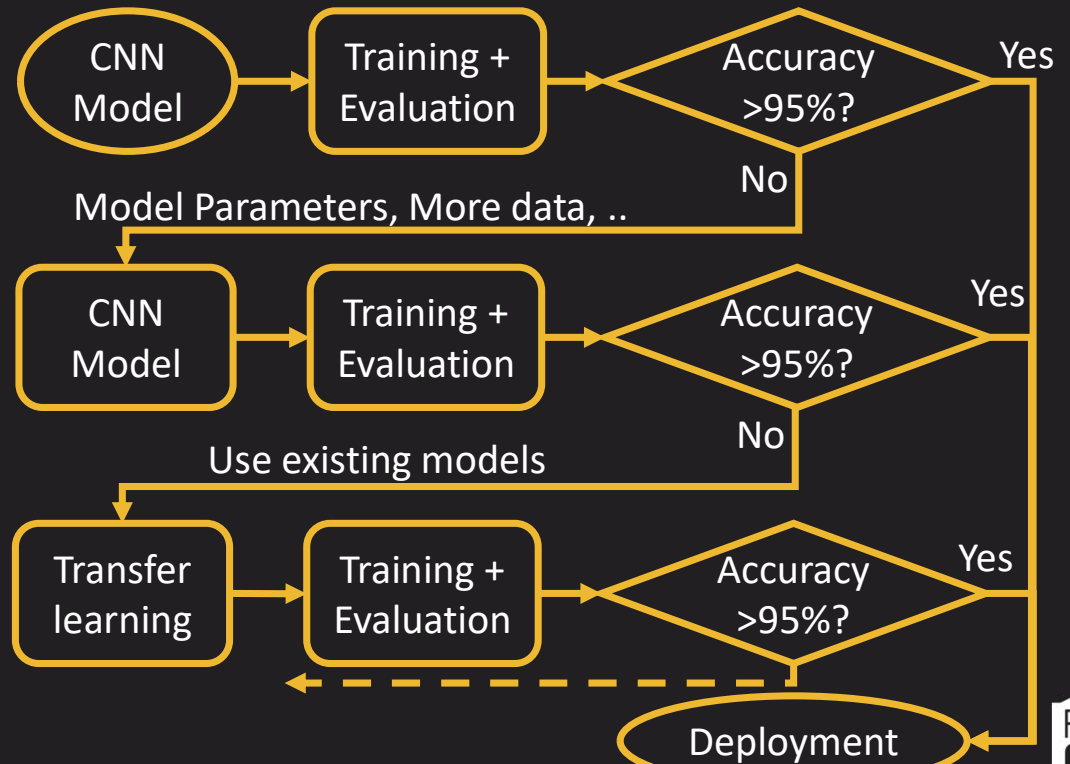 CNN
Model
Training +
Evaluation
Accuracy
>95%?
Yes
No
Model Parameters, More data, ..
CNN
Model
Training +
Evaluation
Accuracy
>95%?
Yes
No
Use existing models
Transfer
learning
Training +
Evaluation
Accuracy
>95%?
Yes
Deployment